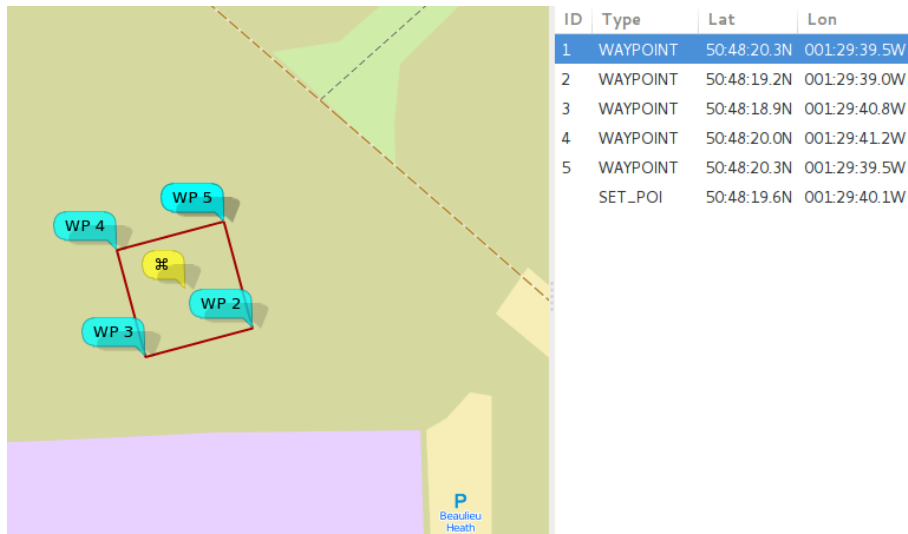 WP 5
WP 4
⌘
WP 2
WP 3
P
Beaulieu
Heath
ID Type Lat Lon
1 WAYPOINT 50:48:20.3N 001:29:39.5W
2 WAYPOINT 50:48:19.2N 001:29:39.0W
3 WAYPOINT 50:48:18.9N 001:29:40.8W
4 WAYPOINT 50:48:20.0N 001:29:41.2W
5 WAYPOINT 50:48:20.3N 001:29:39.5W
SET_POI 50:48:19.6N 001:29:40.1W